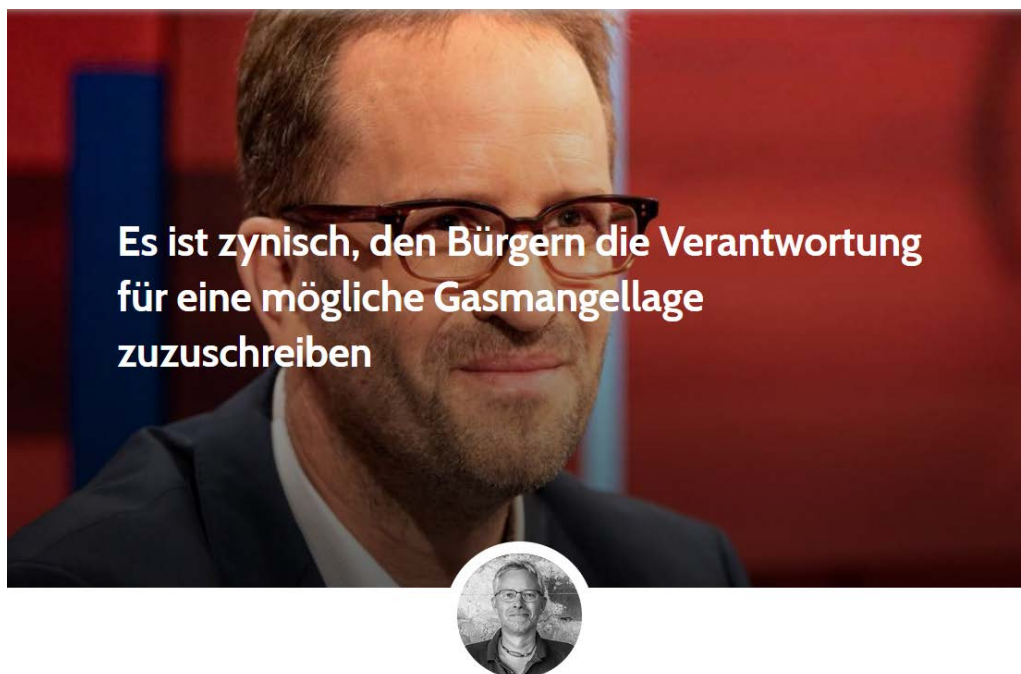 Es ist zynisch, den Bürgern die Verantwortung
für eine mögliche Gasmangellage
zuzuschreiben